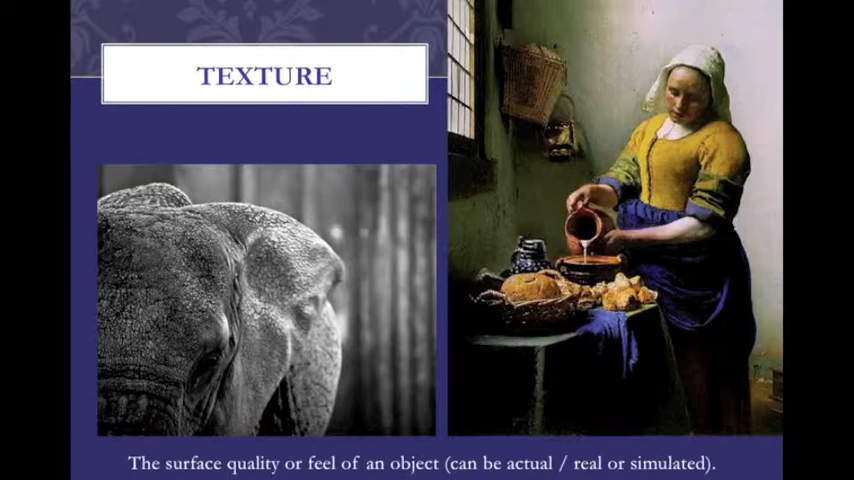 TEXTURE
The surface quality or feel of an object (can be actual / real or simulated).